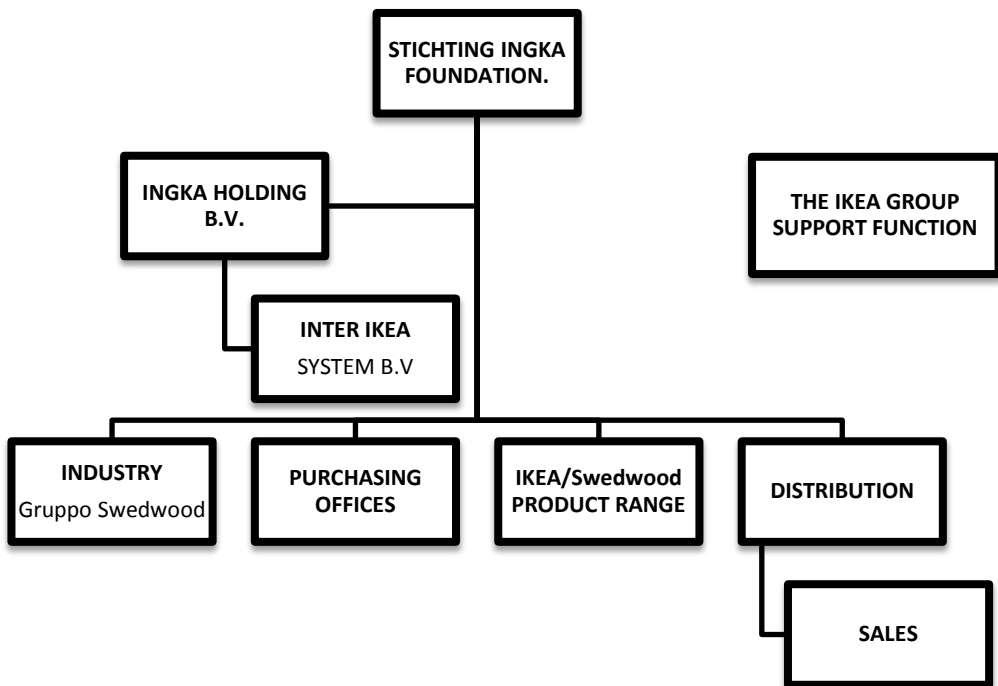 STICHTING INGKA
FOUNDATION.
INGKA HOLDING
B.V.
THE IKEA GROUP
SUPPORT FUNCTION
INTER IKEA
SYSTEM B.V
INDUSTRY
Gruppo Swedwood
PURCHASING
OFFICES
IKEA/Swedwood
PRODUCT RANGE
DISTRIBUTION
SALES